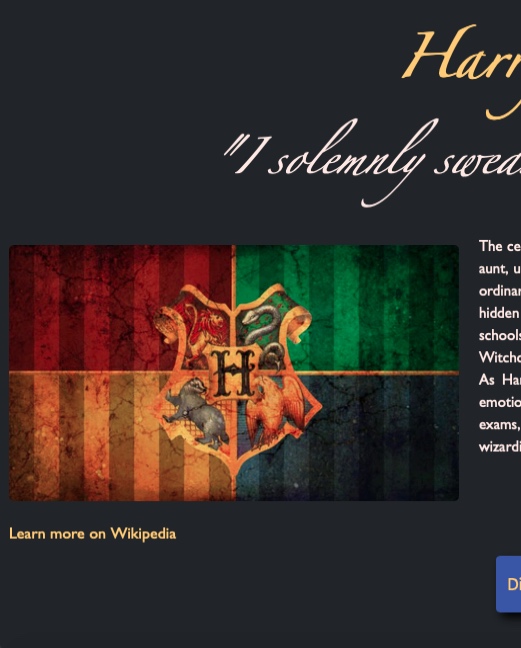 Harr
"I solemnly swea
The ce
aunt, u
ordinar
hidden
schools
Witchc
As Har
emotio
exams,
wizardi
H
Learn more on Wikipedia
Di